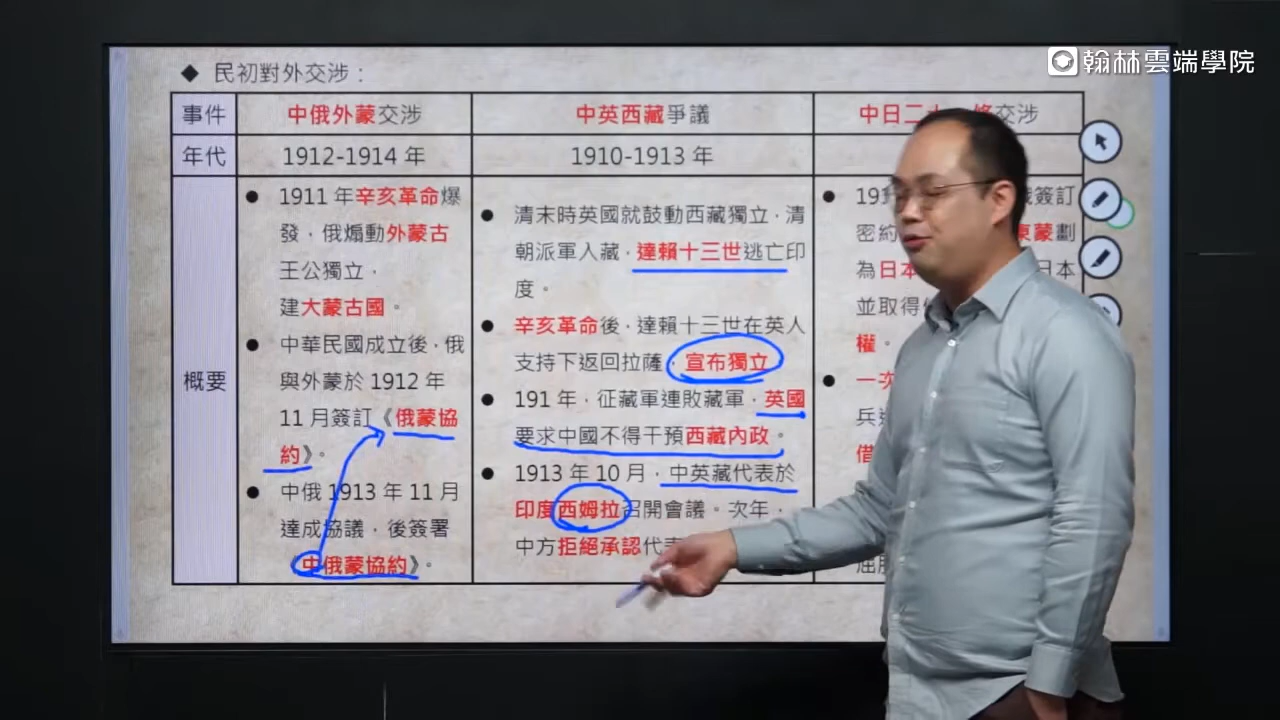 翰林雲端學院
◆ 民初對外交涉：
事件
中俄外蒙交涉
中英西藏爭議
中日二十 條交涉
年代
1912-1914 年
1910-1913 年
概要
● 1911 年辛亥革命爆
發，俄煽動外蒙古
王公獨立，
建大蒙古國。
● 中華民國成立後，俄
與外蒙於 1912 年
11 月簽訂《俄蒙協
約》。
● 中俄 1913 年 11 月
達成協議，後簽署
中俄蒙協約》。
● 清末時英國就鼓動西藏獨立，清
朝派軍入藏，達賴十三世逃亡印
度。
● 辛亥革命後，達賴十三世在英人
支持下返回拉薩，宣布獨立
● 191 年，征藏軍連敗藏軍，英國
要求中國不得干預西藏內政。
● 1913 年 10 月，中英藏代表於
印度西姆拉召開會議。次年，
中方拒絕承認代
● 191 簽訂
密約 東蒙劃
為日本 日本
並取得
權。
● 一次
兵
借